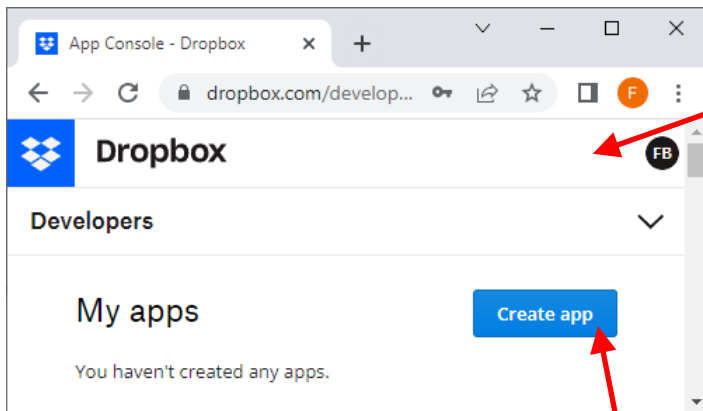 App Console - Dropbox
dropbox.com/develop...
F
Dropbox
FB
Developers
My apps
Create app
You haven't created any apps.